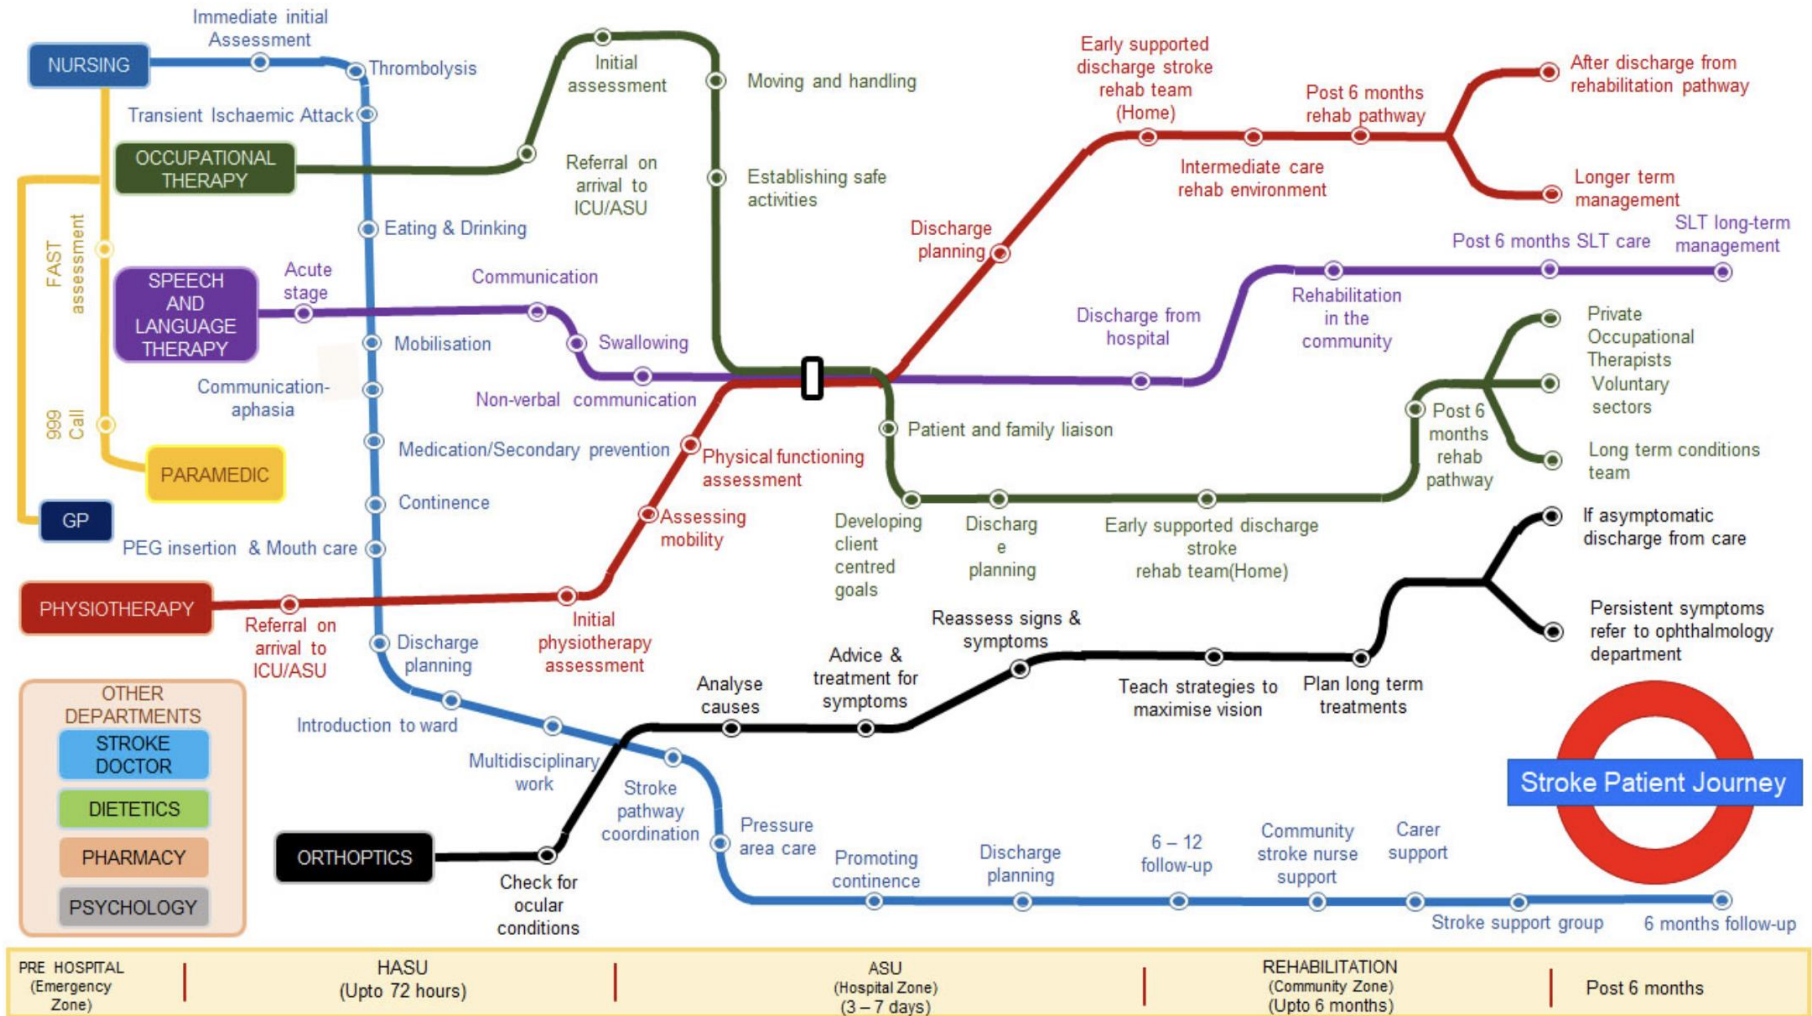 Immediate initial
Assessment
NURSING
Thrombolysis
Transient Ischaemic Attack
OCCUPATIONAL
THERAPY
Initial
assessment
Moving and handling
Referral on
arrival to
ICU/ASU
Establishing safe
activities
Early supported
discharge stroke
rehab team
(Home)
Post 6 months
rehab pathway
After discharge from
rehabilitation pathway
Intermediate care
rehab environment
Longer term
management
Discharge
planning
FAST
assessment
Eating & Drinking
SPEECH
AND
LANGUAGE
THERAPY
Acute
stage
Communication
Swallowing
Non-verbal communication
Discharge from
hospital
Rehabilitation
in the
community
Post 6 months SLT care
SLT long-term
management
Mobilisation
Communication-
aphasia
999
Call
PARAMEDIC
GP
Medication/Secondary prevention
Continence
PEG insertion & Mouth care
Physical functioning
assessment
Assessing
mobility
Patient and family liaison
Developing
client
centred
goals
Discharg
e
planning
Early supported discharge
stroke
rehab team(Home)
Post 6
months
rehab
pathway
Private
Occupational
Therapists
Voluntary
sectors
Long term conditions
team
PHYSIOTHERAPY
Referral on
arrival to
ICU/ASU
Initial
physiotherapy
assessment
Discharge
planning
Introduction to ward
Multidisciplinary
work
Stroke
pathway
coordination
Pressure
area care
Promoting
continence
Discharge
planning
6 – 12
follow-up
Community
stroke nurse
support
Carer
support
Stroke support group
6 months follow-up
ORTHOPTICS
Check for
ocular
conditions
Analyse
causes
Advice &
treatment for
symptoms
Reassess signs &
symptoms
Teach strategies to
maximise vision
Plan long term
treatments
If asymptomatic
discharge from care
Persistent symptoms
refer to ophthalmology
department
OTHER
DEPARTMENTS
STROKE
DOCTOR
DIETETICS
PHARMACY
PSYCHOLOGY
Stroke Patient Journey
PRE HOSPITAL
(Emergency
Zone)
HASU
(Upto 72 hours)
ASU
(Hospital Zone)
(3 – 7 days)
REHABILITATION
(Community Zone)
(Upto 6 months)
Post 6 months